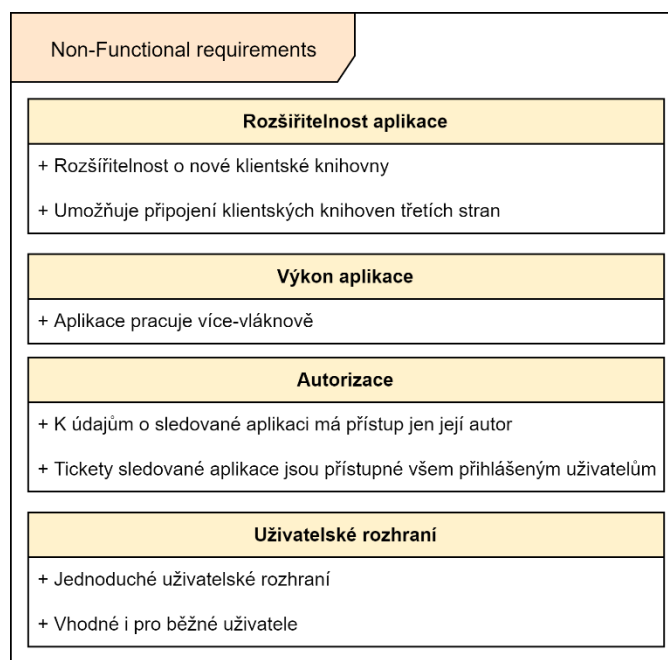 Non-Functional requirements
Rozšiřitelnost aplikace
+ Rozšířitelnost o nové klientské knihovny
+ Umožňuje připojení klientských knihoven třetích stran
Výkon aplikace
+ Aplikace pracuje více-vláknově
Autorizace
+ K údajům o sledované aplikaci má přístup jen její autor
+ Tickety sledované aplikace jsou přístupné všem přihlášeným uživatelům
Uživatelské rozhraní
+ Jednoduché uživatelské rozhraní
+ Vhodné i pro běžné uživatele